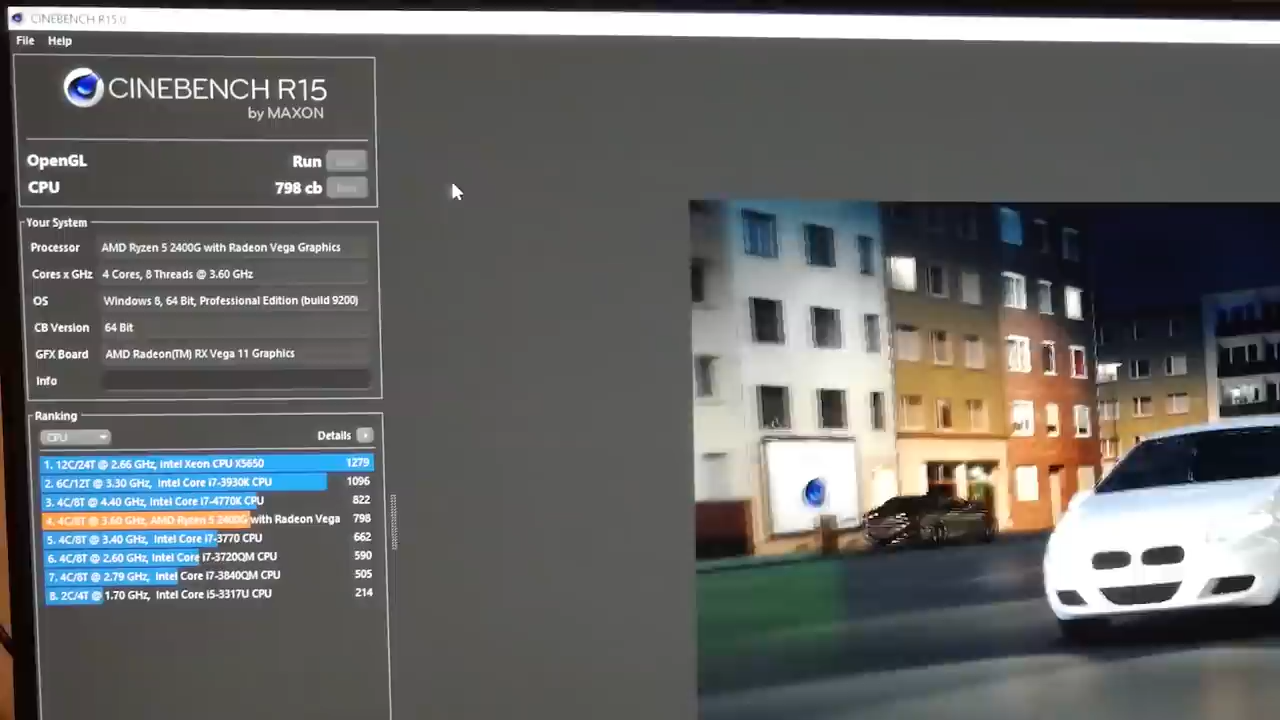 CINEBENCH R15.0
File Help
CINEBENCH R15
by MAXON
OpenGL Run
CPU 798 cb
Your System
Processor AMD Ryzen 5 2400G with Radeon Vega Graphics
Cores x GHz 4 Cores, 8 Threads @ 3.60 GHz
OS Windows 8, 64 Bit, Professional Edition (build 9200)
CB Version 64 Bit
GFX Board AMD Radeon(TM) RX Vega 11 Graphics
Info
Ranking
CPU Details
1. 12C/24T @ 2.66 GHz, Intel Xeon CPU X5650 1279
2. 6C/12T @ 3.30 GHz, Intel Core i7-3930K CPU 1096
3. 4C/8T @ 4.40 GHz, Intel Core i7-4770K CPU 822
4. 4C/8T @ 3.60 GHz, AMD Ryzen 5 2400G with Radeon Vega 798
5. 4C/8T @ 3.40 GHz, Intel Core i7-3770 CPU 662
6. 4C/8T @ 2.60 GHz, Intel Core i7-3720QM CPU 590
7. 4C/8T @ 2.79 GHz, Intel Core i7-3840QM CPU 505
8. 2C/4T @ 1.70 GHz, Intel Core i5-3317U CPU 214